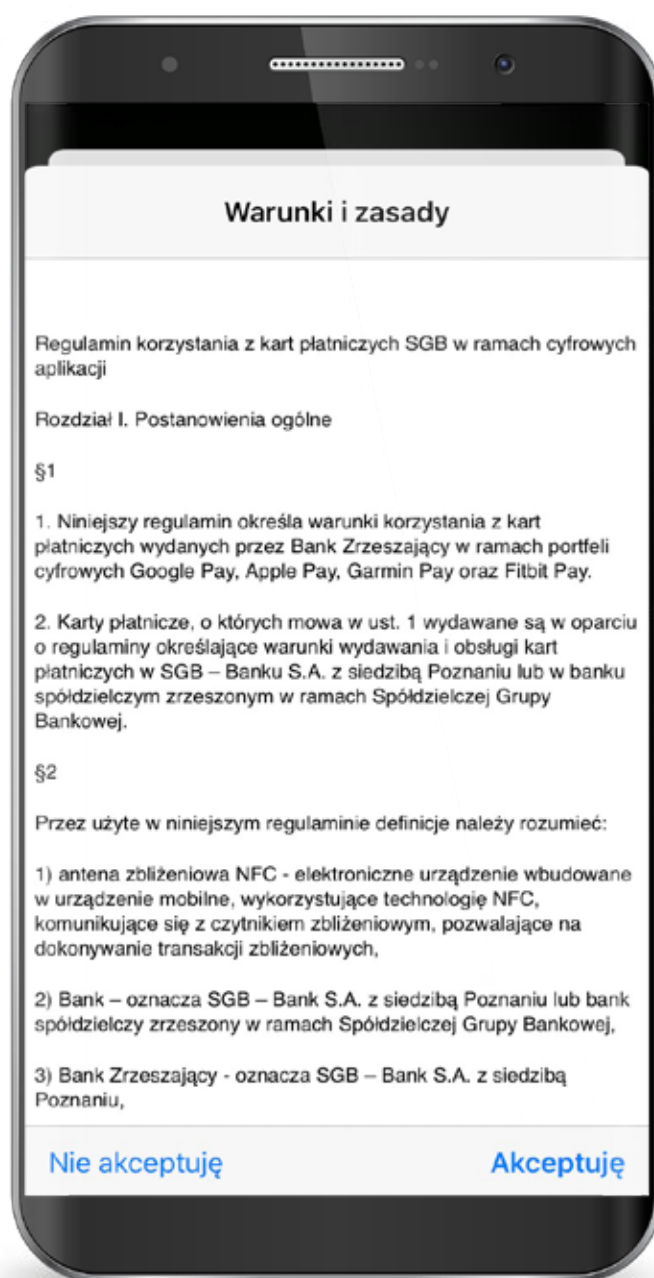 Warunki i zasady
Regulamin korzystania z kart płatniczych SGB w ramach cyfrowych
aplikacji
Rozdział I. Postanowienia ogólne
§1
1. Niniejszy regulamin określa warunki korzystania z kart
płatniczych wydanych przez Bank Zrzeszający w ramach portfeli
cyfrowych Google Pay, Apple Pay, Garmin Pay oraz Fitbit Pay.
2. Karty płatnicze, o których mowa w ust. 1 wydawane są w oparciu
o regulaminy określające warunki wydawania i obsługi kart
płatniczych w SGB – Banku S.A. z siedzibą Poznaniu lub w banku
spółdzielczym zrzeszonym w ramach Spółdzielczej Grupy
Bankowej.
§2
Przez użyte w niniejszym regulaminie definicje należy rozumieć:
1) antena zbliżeniowa NFC - elektroniczne urządzenie wbudowane
w urządzenie mobilne, wykorzystujące technologię NFC,
komunikujące się z czytnikiem zbliżeniowym, pozwalające na
dokonywanie transakcji zbliżeniowych,
2) Bank – oznacza SGB – Bank S.A. z siedzibą Poznaniu lub bank
spółdzielczy zrzeszony w ramach Spółdzielczej Grupy Bankowej,
3) Bank Zrzeszający - oznacza SGB – Bank S.A. z siedzibą
Poznaniu,
Nie akceptuję
Akceptuję